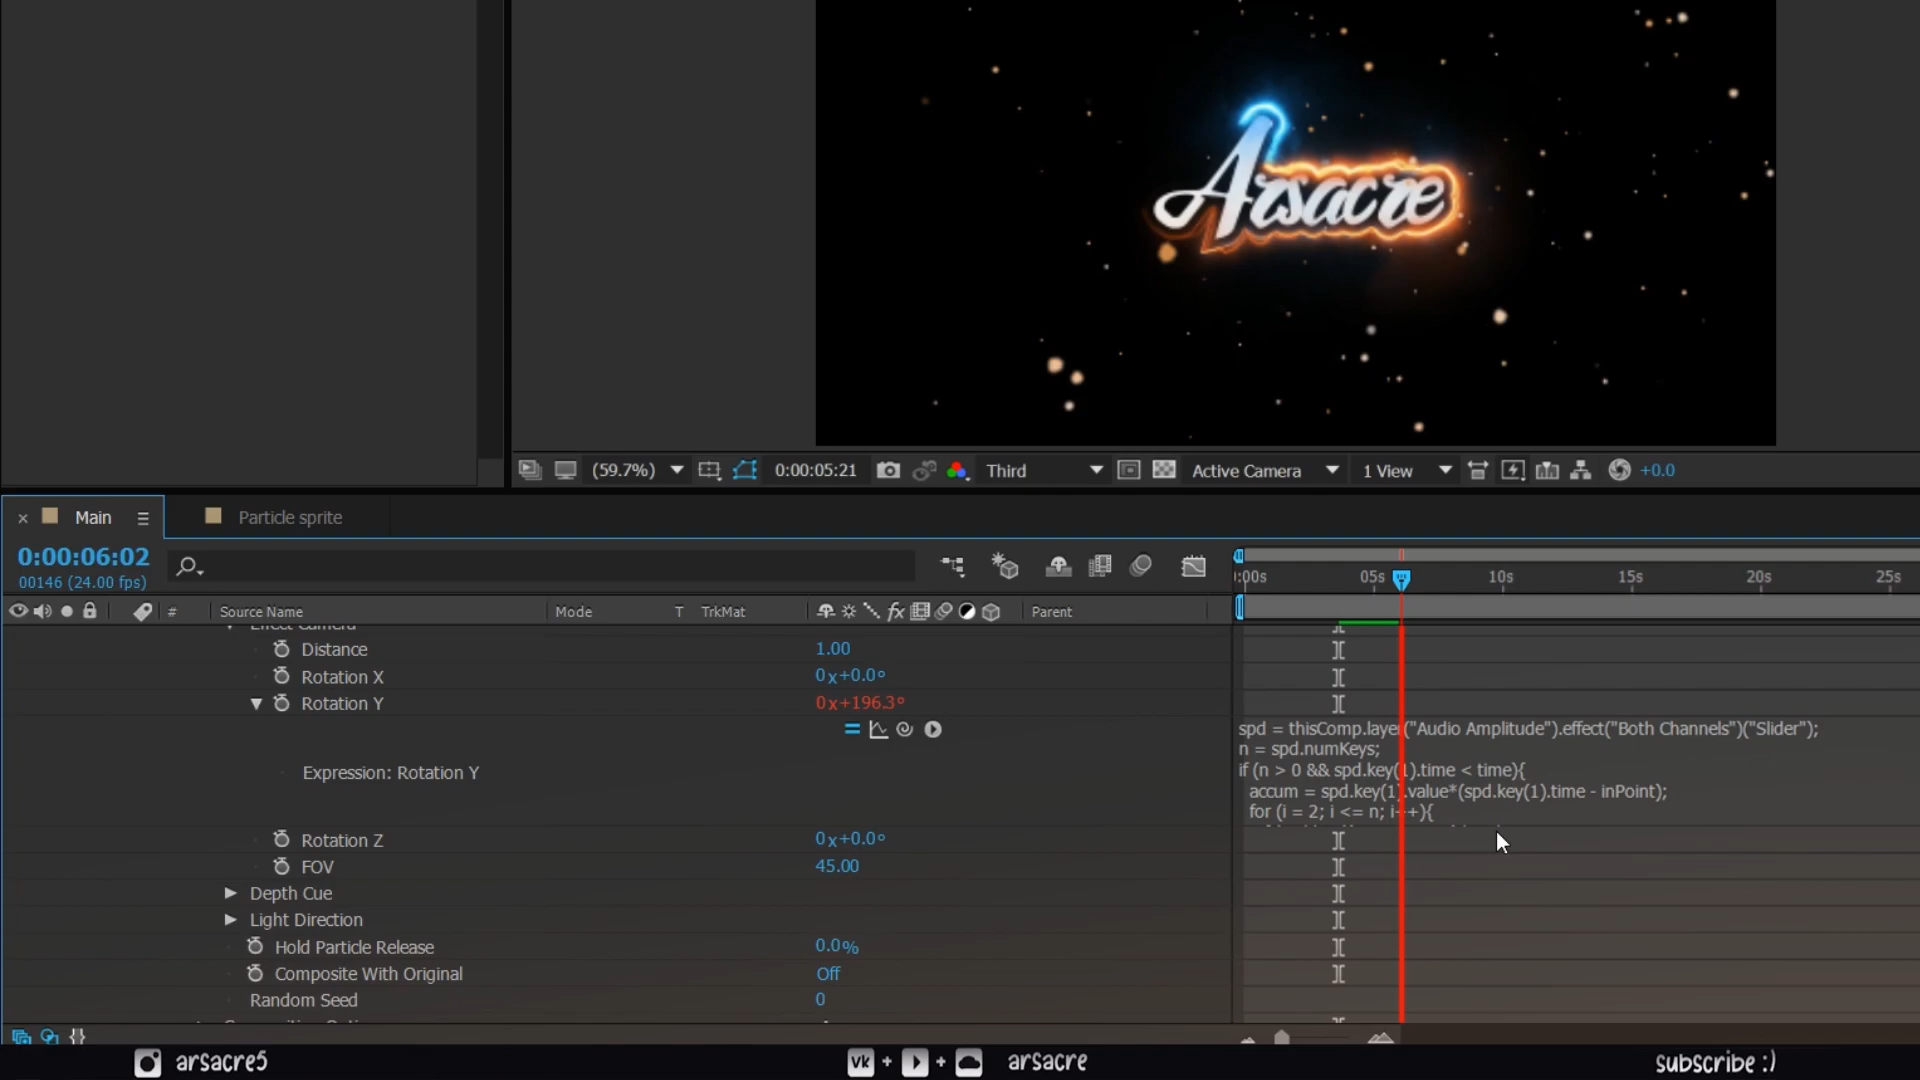 Arsacre
(59.7%)
0:00:05:21
Third
Active Camera
1 View
+0.0
Main
Particle sprite
0:00:06:02
00146 (24.00 fps)
:00s
05s
10s
15s
20s
25s
#
Source Name
Mode
T
TrkMat
fx
Parent
Effect Camera
Distance
1.00
Rotation X
0x+0.0°
Rotation Y
0x+196.3°
Expression: Rotation Y
spd = thisComp.layer("Audio Amplitude").effect("Both Channels")("Slider");
n = spd.numKeys;
if (n > 0 && spd.key(1).time < time){
accum = spd.key(1).value*(spd.key(1).time - inPoint);
for (i = 2; i <= n; i++){
Rotation Z
0x+0.0°
FOV
45.00
Depth Cue
Light Direction
Hold Particle Release
0.0%
Composite With Original
Off
Random Seed
0
arsacre5
VK + + arsacre
subscribe :)